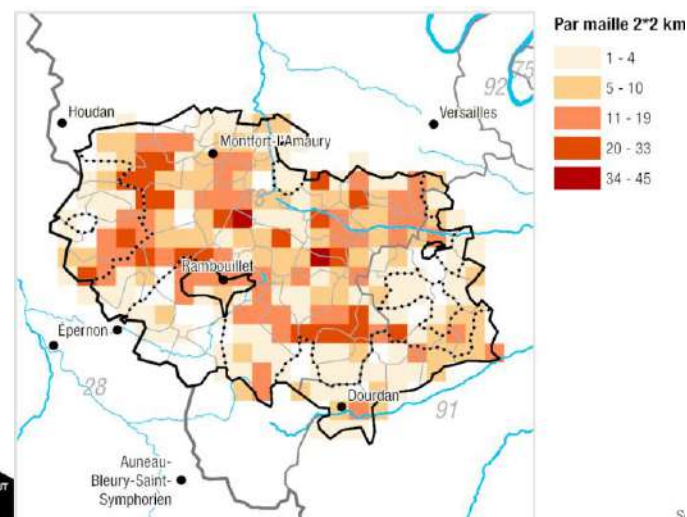 Par maille 2*2 km
1 - 4
5 - 10
11 - 19
20 - 33
34 - 45
92
75
Houdan
Versailles
Montfort-l'Amaury
Rambouillet
Épernon
28
Dourdan
91
Auneau-
Bleury-Saint-
Symphorien